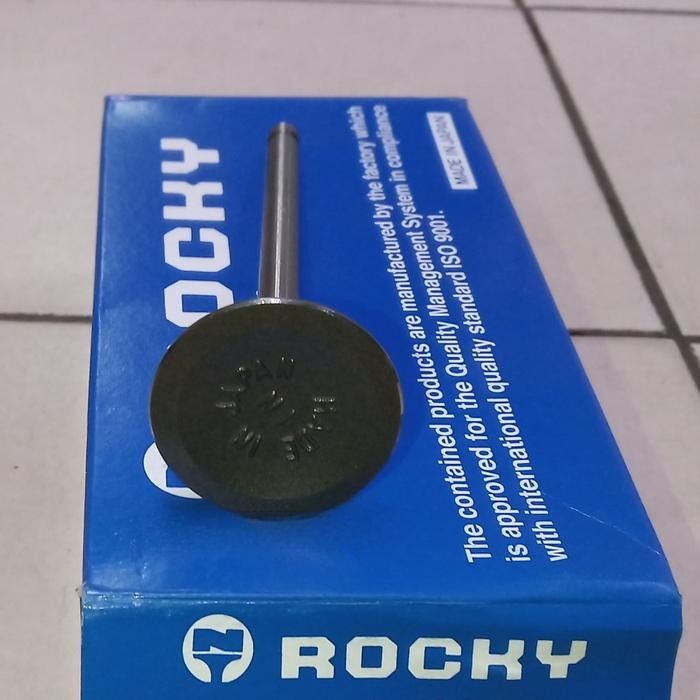 ROCKY
The contained products are manufactured by the factory which
is approved for the Quality Management System in compliance
with international quality standard ISO 9001.
MADE IN JAPAN
MADE IN JAPAN
N
N ROCKY